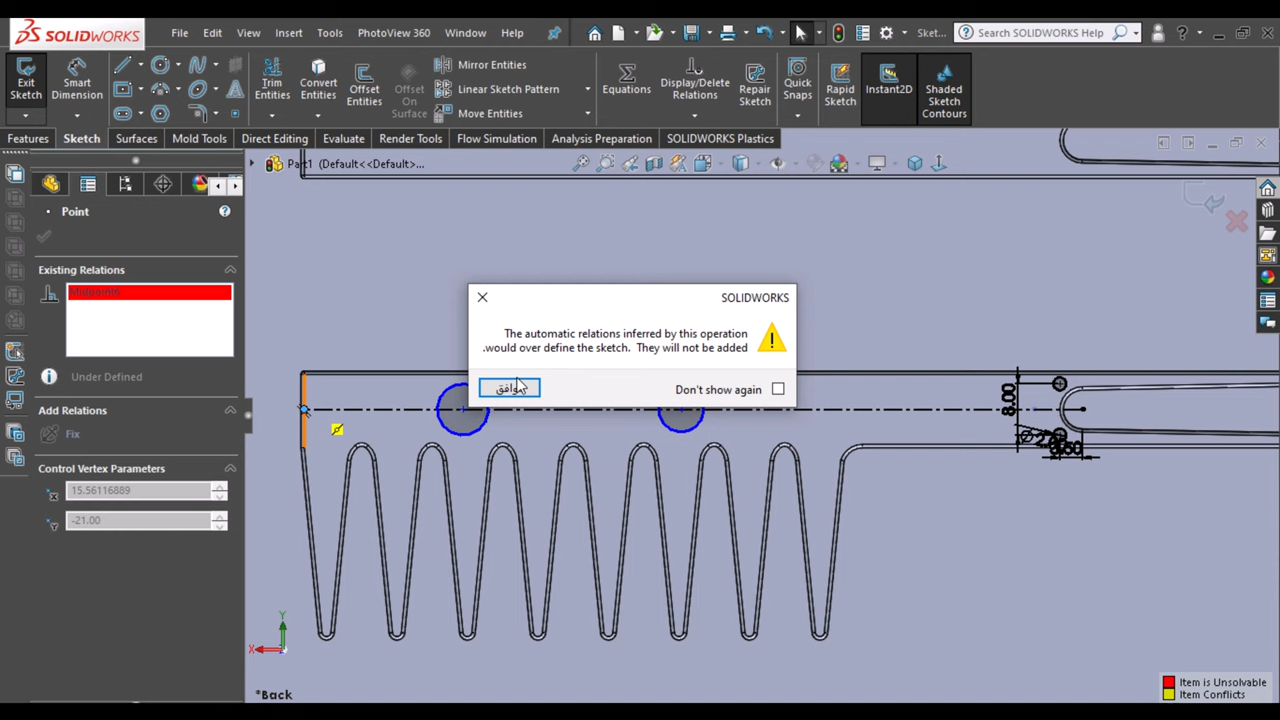 SOLIDWORKS
File Edit View Insert Tools PhotoView 360 Window Help
Sket...
Search SOLIDWORKS Help
?
Exit Sketch
Smart Dimension
Trim Entities
Convert Entities
Offset Entities
Offset On Surface
Mirror Entities
Linear Sketch Pattern
Move Entities
Equations
Display/Delete Relations
Repair Sketch
Quick Snaps
Rapid Sketch
Instant2D
Shaded Sketch Contours
Features Sketch Surfaces Mold Tools Direct Editing Evaluate Render Tools Flow Simulation Analysis Preparation SOLIDWORKS Plastics
Part1 (Default<<Default>...
Point
?
Existing Relations
Midpoint6
Under Defined
Add Relations
Fix
Control Vertex Parameters
15.56116889
-21.00
SOLIDWORKS
The automatic relations inferred by this operation
.would over define the sketch. They will not be added
موافق
Don't show again
8.00
Y
X
*Back
Item is Unsolvable
Item Conflicts